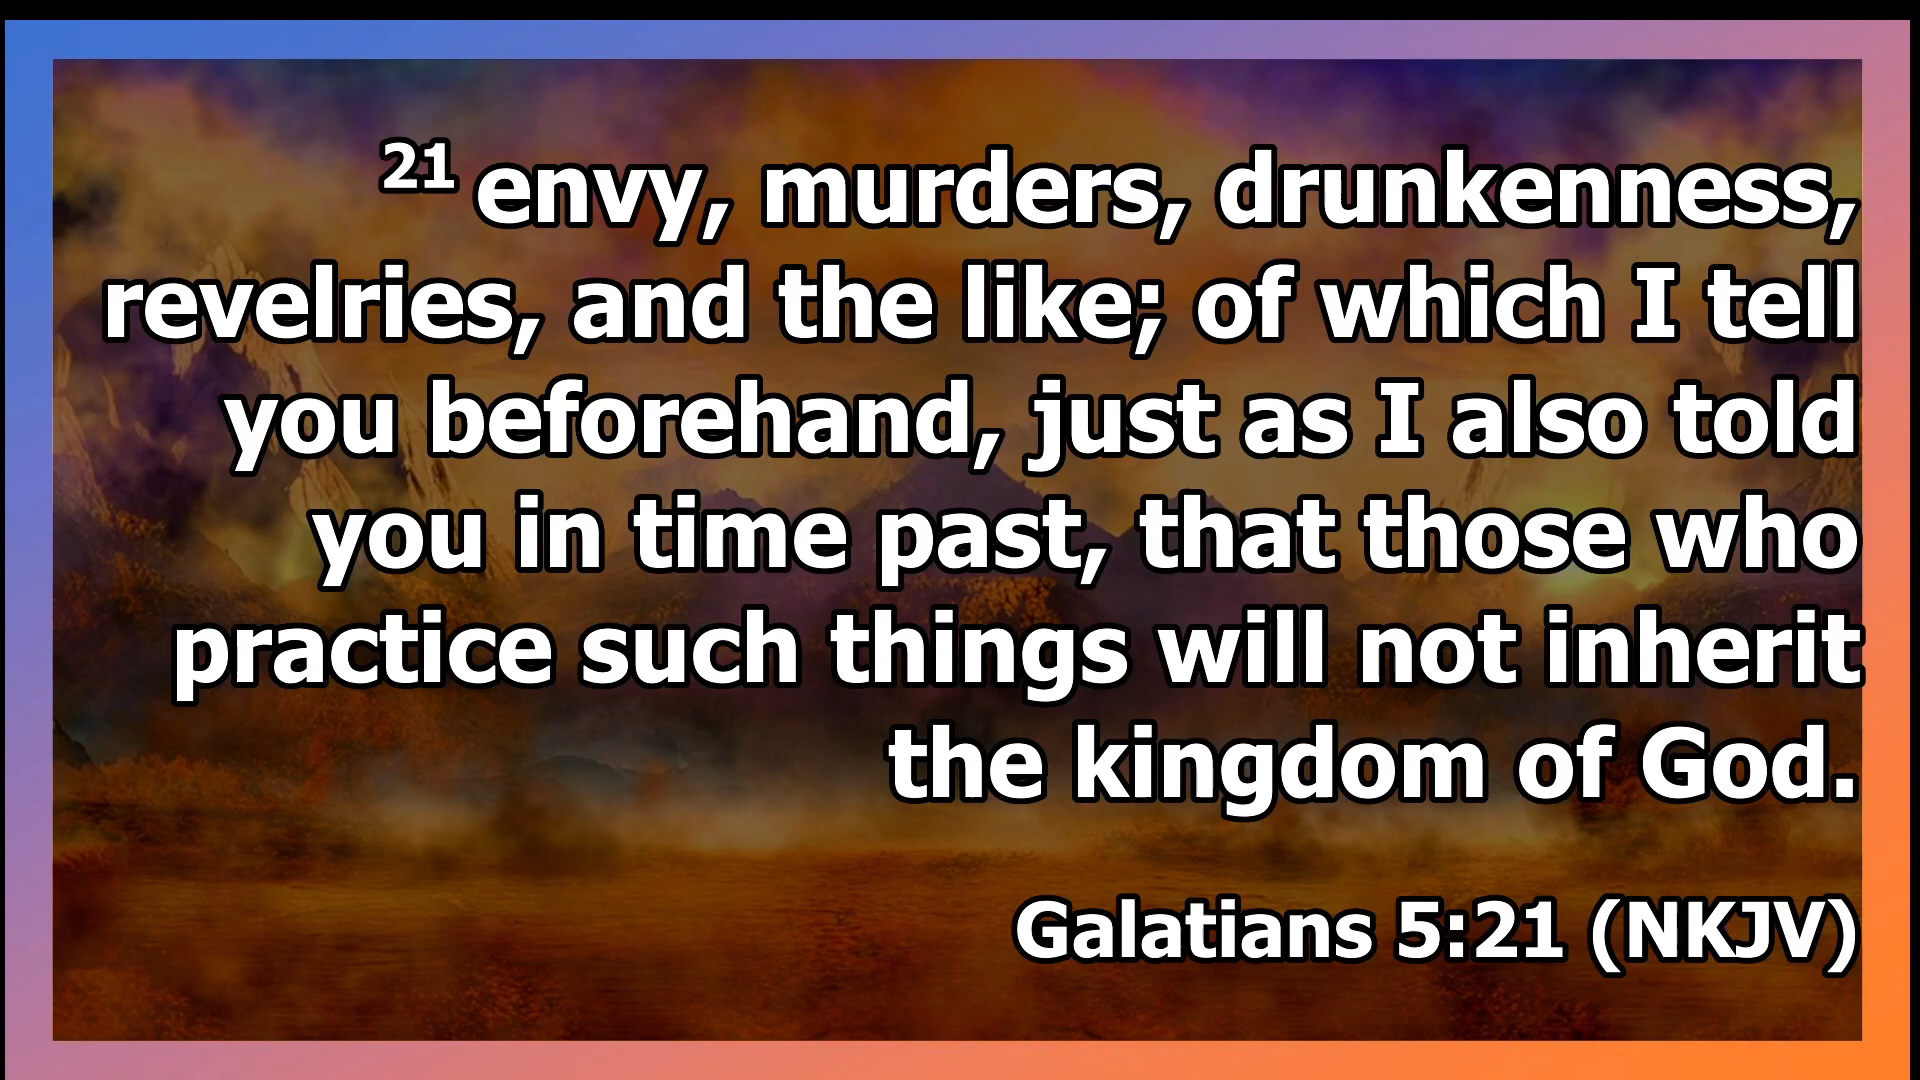 21 envy, murders, drunkenness,
revelries, and the like; of which I tell
you beforehand, just as I also told
you in time past, that those who
practice such things will not inherit
the kingdom of God.
Galatians 5:21 (NKJV)